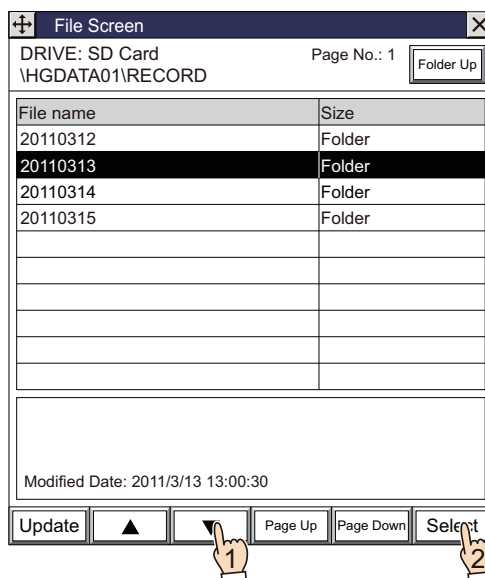 File Screen
DRIVE: SD Card Page No.: 1 Folder Up
\HGDATA01\RECORD
File name Size
20110312 Folder
20110313 Folder
20110314 Folder
20110315 Folder
Modified Date: 2011/3/13 13:00:30
Update ▲ ▼ Page Up Page Down Select
1 2